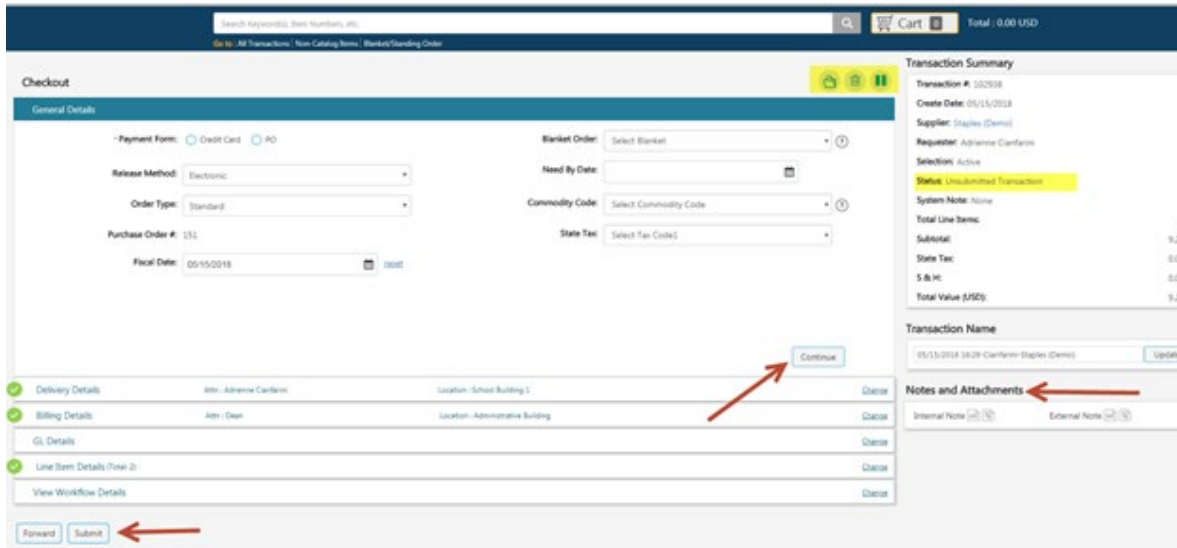 Search Keyword(s), Item Numbers, etc.
Cart 0
Total : 0.00 USD
Go to : All Transactions | Non-Catalog Items | Blanket/Standing Order
Checkout
General Details
Payment Form: Credit Card PO
Blanket Order: Select Blanket
Release Method: Electronic
Need By Date:
Order Type: Standard
Commodity Code: Select Commodity Code
Purchase Order #: 151
State Tax: Select Tax Code1
Fiscal Date: 05/15/2018 reset
Continue
Delivery Details Attn : Adrienne Cianfarini Location : School Building 1 Change
Billing Details Attn : Dean Location : Administrative Building Change
GL Details Change
Line Item Details (Total: 2) Change
View Workflow Details Change
Forward Submit
Transaction Summary
Transaction #: 102938
Create Date: 05/15/2018
Supplier: Staples (Demo)
Requester: Adrienne Cianfarini
Selection: Active
Status: Unsubmitted Transaction
System Note: None
Total Line Items:
Subtotal:
State Tax:
S & H:
Total Value (USD):
Transaction Name
05/15/2018 16:29-Cianfarini-Staples (Demo)
Notes and Attachments
Internal Note External Note